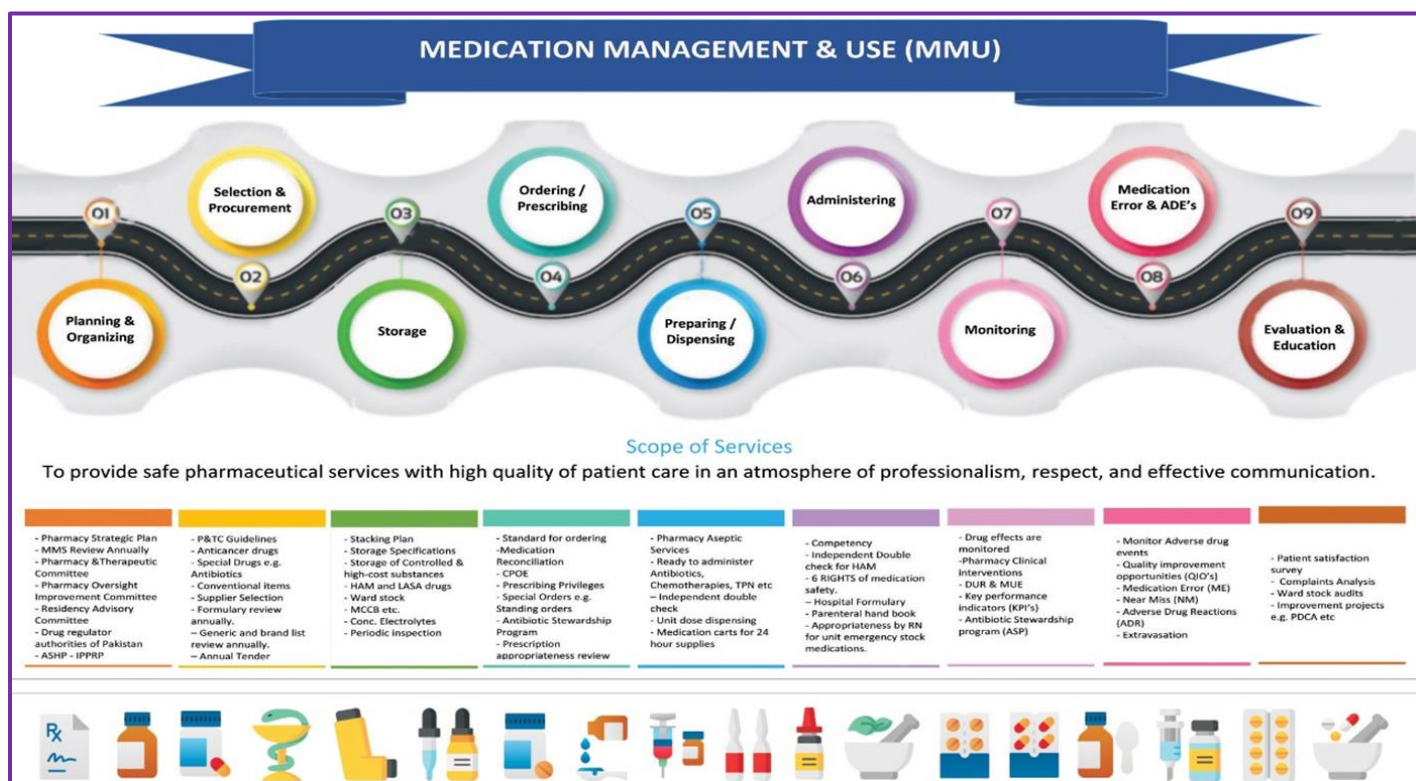 MEDICATION MANAGEMENT & USE (MMU)
01
Planning &
Organizing
Selection &
Procurement
02
03
Storage
Ordering /
Prescribing
04
05
Preparing /
Dispensing
Administering
06
07
Monitoring
Medication
Error & ADE's
08
09
Evaluation &
Education
Scope of Services
To provide safe pharmaceutical services with high quality of patient care in an atmosphere of professionalism, respect, and effective communication.
- Pharmacy Strategic Plan
- MMS Review Annually
- Pharmacy &Therapeutic
Committee
- Pharmacy Oversight
Improvement Committee
- Residency Advisory
Committee
- Drug regulator
authorities of Pakistan
- ASHP - IPPRP
- P&TC Guidelines
- Anticancer drugs
- Special Drugs e.g.
Antibiotics
- Conventional items
- Supplier Selection
- Formulary review
annually.
– Generic and brand list
review annually.
– Annual Tender
- Stacking Plan
- Storage Specifications
- Storage of Controlled &
high-cost substances
- HAM and LASA drugs
- Ward stock
- MCCB etc.
- Conc. Electrolytes
- Periodic inspection
- Standard for ordering
-Medication
Reconciliation
- CPOE
- Prescribing Privileges
- Special Orders e.g.
Standing orders
- Antibiotic Stewardship
Program
- Prescription
appropriateness review
- Pharmacy Aseptic
Services
- Ready to administer
Antibiotics,
Chemotherapies, TPN etc
– Independent double
check
- Unit dose dispensing
- Medication carts for 24
hour supplies
- Competency
- Independent Double
check for HAM
- 6 RIGHTS of medication
safety.
– Hospital Formulary
- Parenteral hand book
- Appropriateness by RN
for unit emergency stock
medications.
- Drug effects are
monitored
-Pharmacy Clinical
interventions
- DUR & MUE
- Key performance
indicators (KPI's)
- Antibiotic Stewardship
program (ASP)
- Monitor Adverse drug
events
- Quality improvement
opportunities (QIO's)
- Medication Error (ME)
- Near Miss (NM)
- Adverse Drug Reactions
(ADR)
- Extravasation
- Patient satisfaction
survey
- Complaints Analysis
- Ward stock audits
- Improvement projects
e.g. PDCA etc
Rx